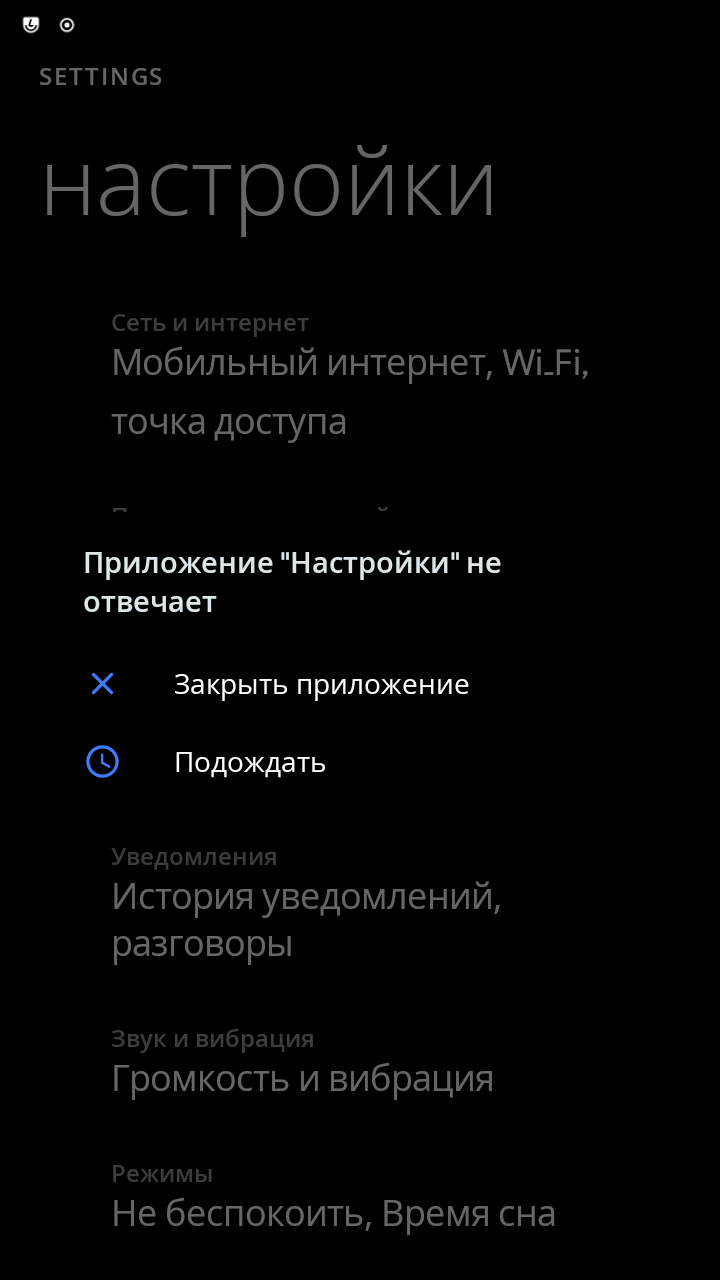 SETTINGS
настройки
Сеть и интернет
Мобильный интернет, Wi-Fi,
точка доступа
Приложение "Настройки" не
отвечает
Закрыть приложение
Подождать
Уведомления
История уведомлений,
разговоры
Звук и вибрация
Громкость и вибрация
Режимы
Не беспокоить, Время сна